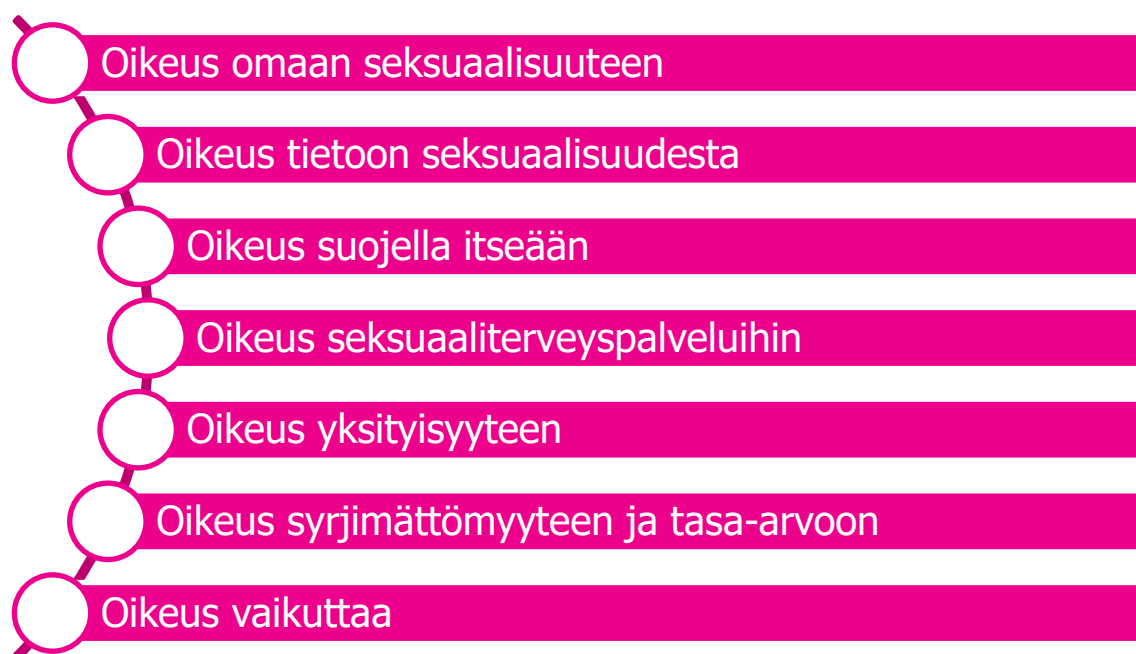 Oikeus omaan seksuaalisuuteen
Oikeus tietoon seksuaalisuudesta
Oikeus suojella itseään
Oikeus seksuaaliterveyspalveluihin
Oikeus yksityisyyteen
Oikeus syrjimättömyyteen ja tasa-arvoon
Oikeus vaikuttaa